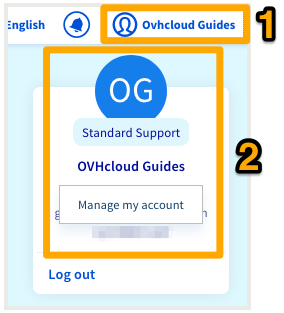 English
Ovhcloud Guides
1
OG
Standard Support
OVHcloud Guides
2
Manage my account
Log out